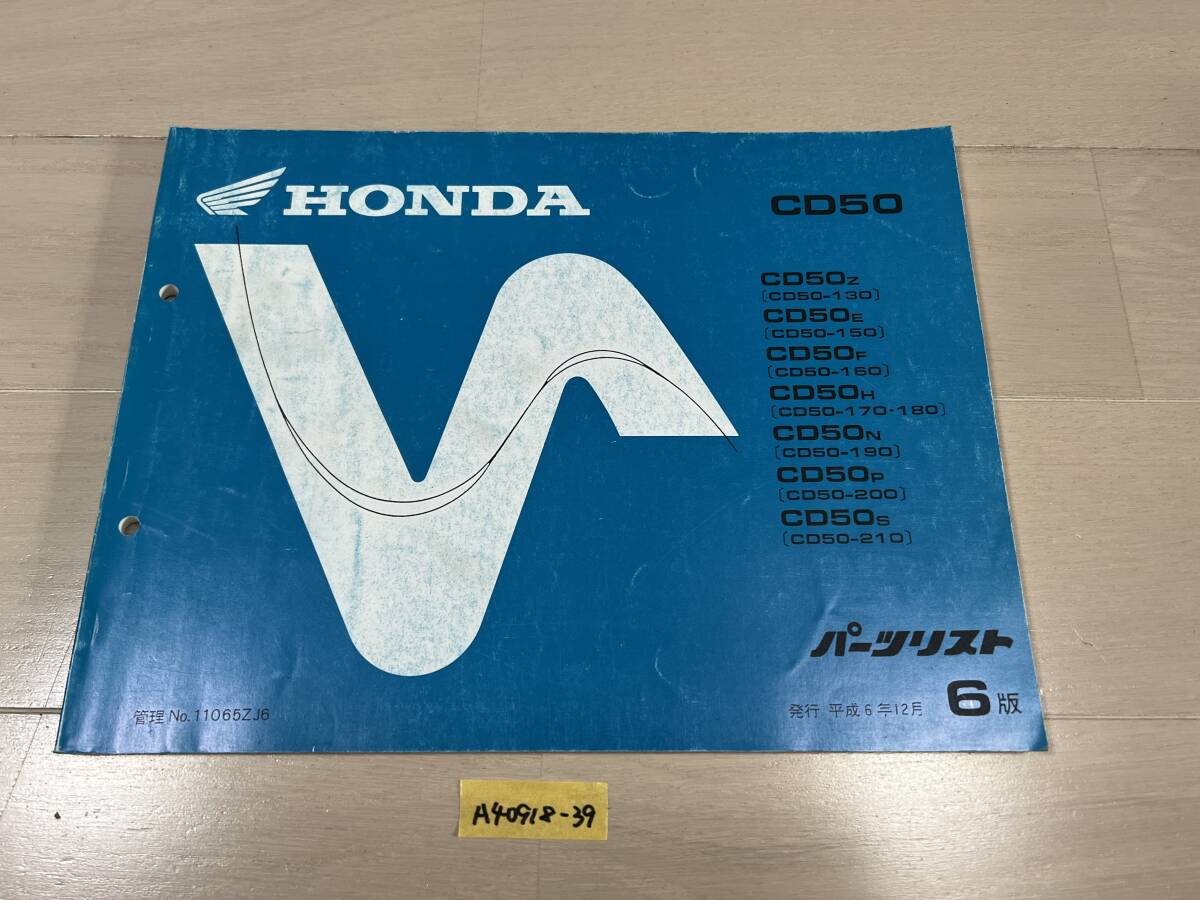 HONDA
CD50
CD50Z
〔CD50-130〕
CD50E
〔CD50-150〕
CD50F
〔CD50-160〕
CD50H
〔CD50-170·180〕
CD50N
〔CD50-190〕
CD50P
〔CD50-200〕
CD50S
〔CD50-210〕
パーツリスト
管理 No.11065ZJ6
発行 平成6年12月 6版
A40918-39